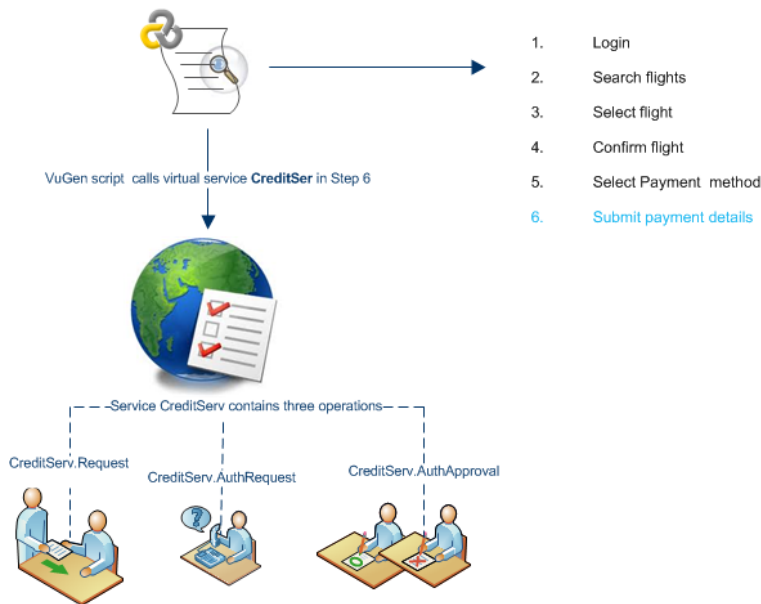 1. Login
2. Search flights
3. Select flight
4. Confirm flight
5. Select Payment method
6. Submit payment details
VuGen script calls virtual service CreditSer in Step 6
Service CreditServ contains three operations
CreditServ.Request
CreditServ.AuthRequest
CreditServ.AuthApproval
?